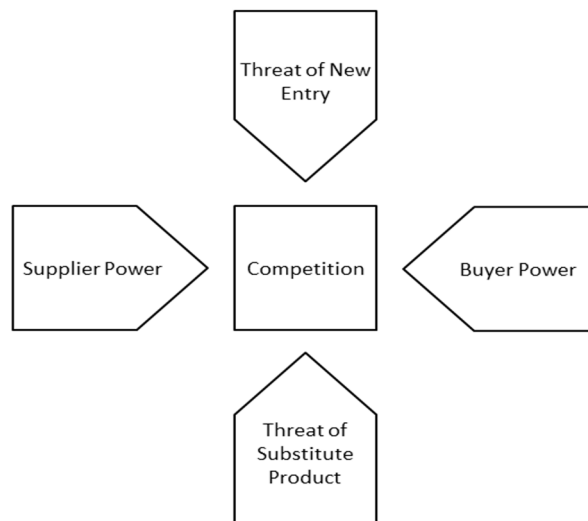 Threat of New
Entry
Supplier Power
Competition
Buyer Power
Threat of
Substitute
Product